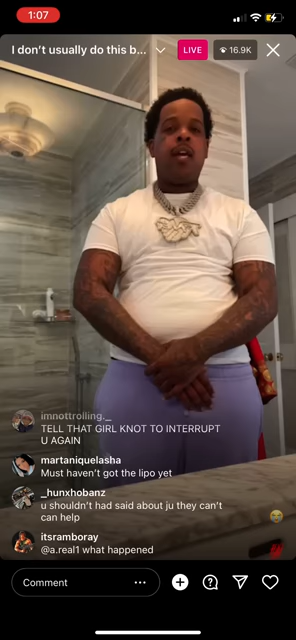 1:07
I don't usually do this b...
LIVE
16.9K
imnottrolling._
TELL THAT GIRL KNOT TO INTERRUPT
U AGAIN
martaniquelasha
Must haven't got the lipo yet
_hunxhobanz
u shouldn't had said about ju they can't
can help
itsramboray
@a.real1 what happened
Comment